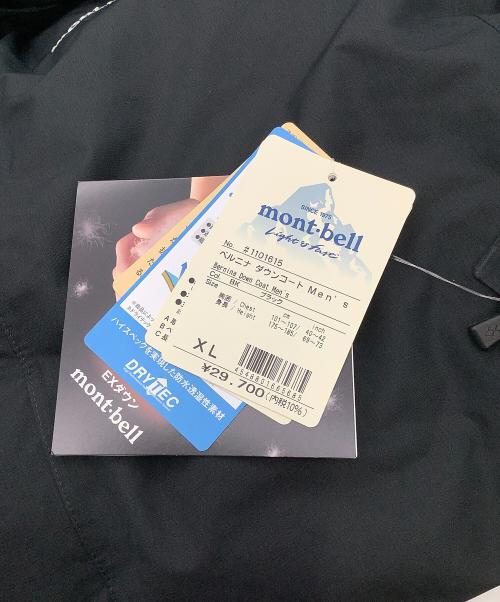 SINCE 1975
mont-bell
Light & Fast
No. #1101615
ベルニナ ダウンコート Men's
Bernina Down Coat Men's
Col. BK ブラック
Size
cm inch
胸囲 / Chest 101-107/ 40-42
身長 / Height 175-185/ 69-73
XL
¥29,700(内税10%)
ハイスペックを実現した防水透湿性素材
DRYTEC
EXダウン
mont-bell